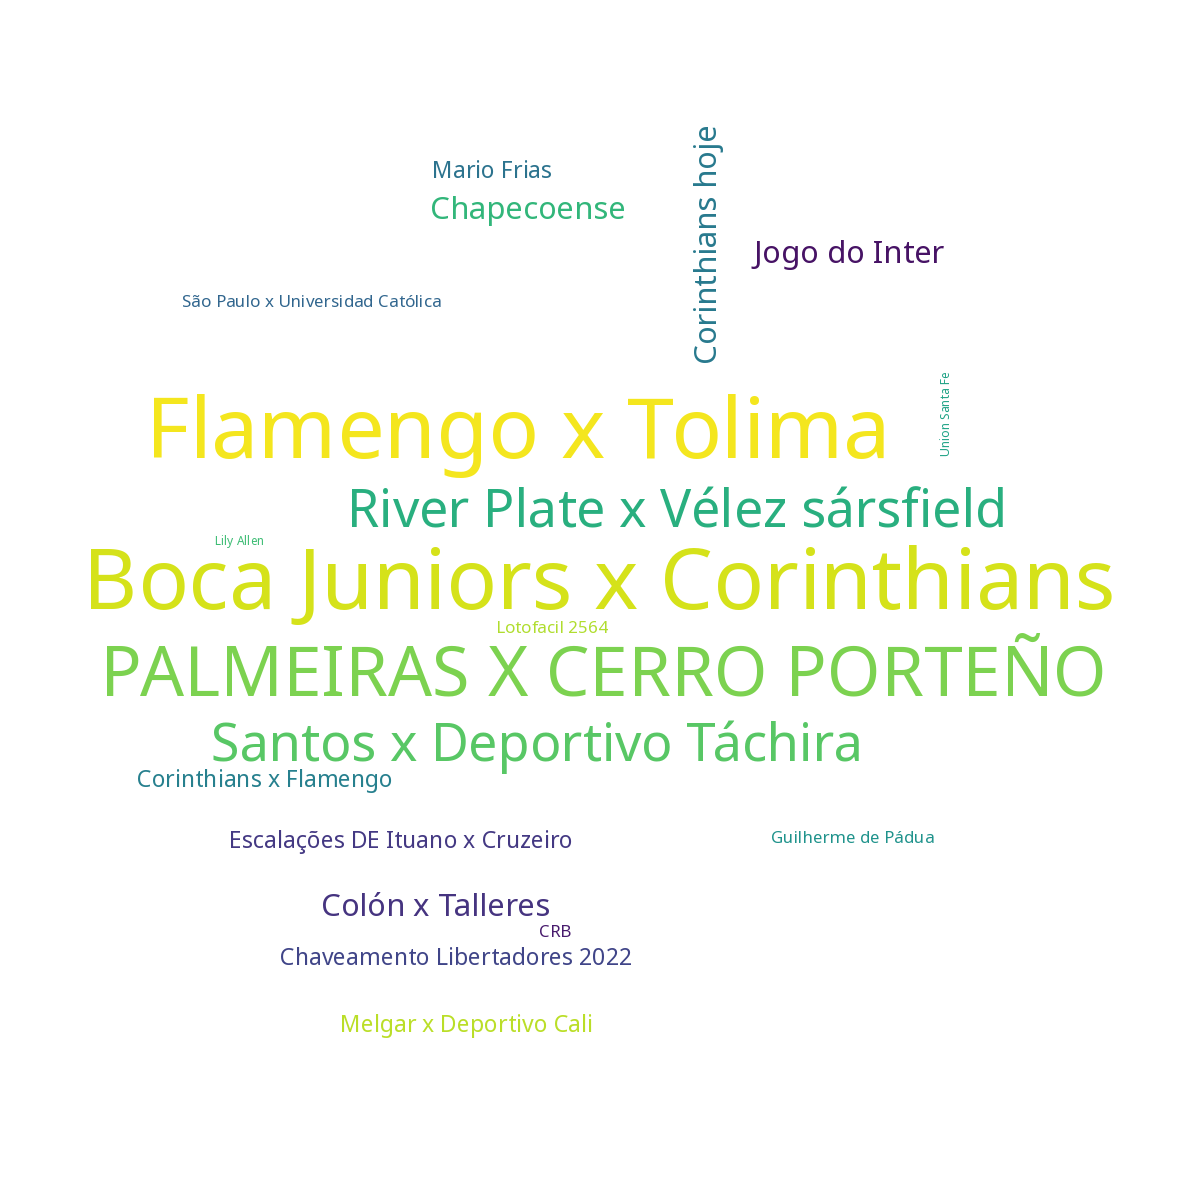 Corinthians hoje
Mario Frias
Chapecoense
Jogo do Inter
São Paulo x Universidad Católica
Union Santa Fe
Flamengo x Tolima
River Plate x Vélez sársfield
Lily Allen
Boca Juniors x Corinthians
Lotofacil 2564
PALMEIRAS X CERRO PORTEÑO
Santos x Deportivo Táchira
Corinthians x Flamengo
Escalações DE Ituano x Cruzeiro
Guilherme de Pádua
Colón x Talleres
CRB
Chaveamento Libertadores 2022
Melgar x Deportivo Cali